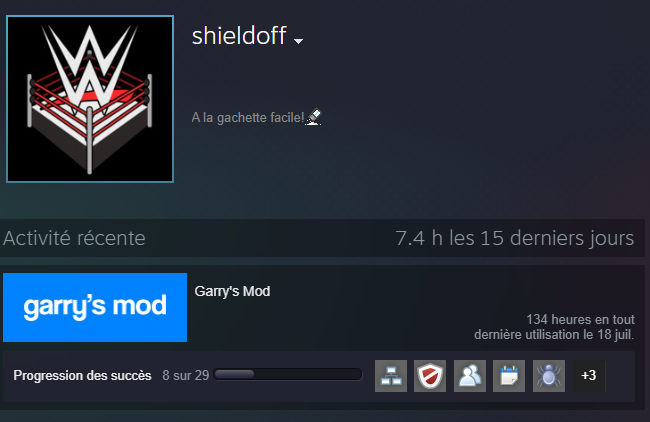 shieldoff
A la gachette facile!
Activité récente
7.4 h les 15 derniers jours
garry's mod
Garry's Mod
134 heures en tout
dernière utilisation le 18 juil.
Progression des succès 8 sur 29
+3